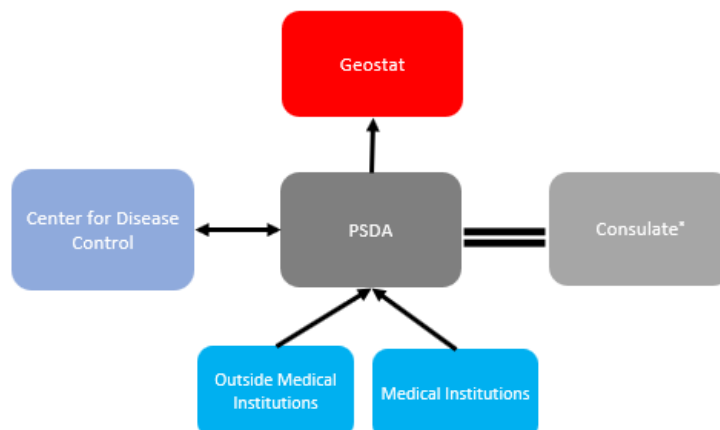 Geostat
Center for Disease
Control
PSDA
Consulate*
Outside Medical
Institutions
Medical Institutions